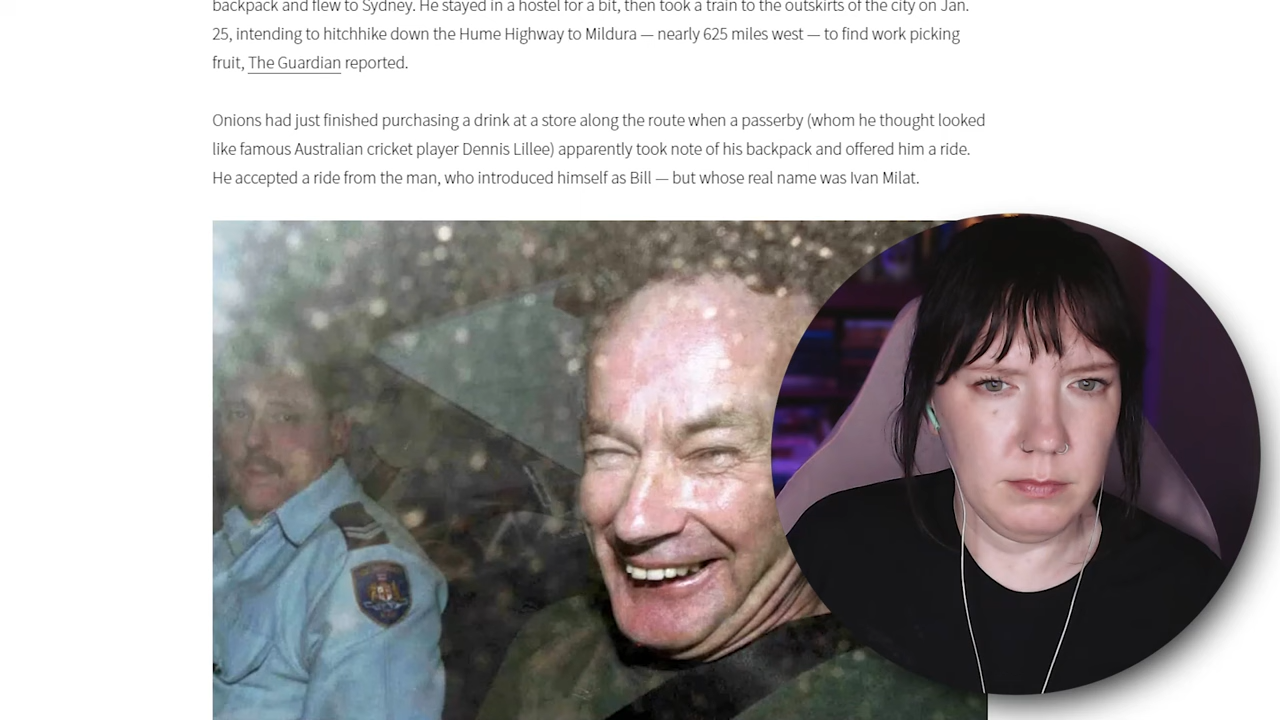 backpack and flew to Sydney. He stayed in a hostel for a bit, then took a train to the outskirts of the city on Jan.
25, intending to hitchhike down the Hume Highway to Mildura — nearly 625 miles west — to find work picking
fruit, The Guardian reported.
Onions had just finished purchasing a drink at a store along the route when a passerby (whom he thought looked
like famous Australian cricket player Dennis Lillee) apparently took note of his backpack and offered him a ride.
He accepted a ride from the man, who introduced himself as Bill — but whose real name was Ivan Milat.